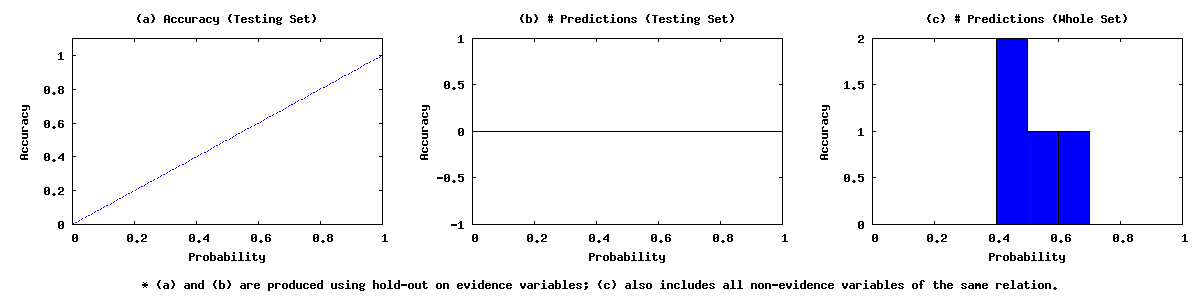 (a) Accuracy (Testing Set)
1
0.8
0.6
0.4
0.2
0
Accuracy
0 0.2 0.4 0.6 0.8 1
Probability
(b) # Predictions (Testing Set)
1
0.5
0
-0.5
-1
Accuracy
0 0.2 0.4 0.6 0.8 1
Probability
(c) # Predictions (Whole Set)
2
1.5
1
0.5
0
Accuracy
0 0.2 0.4 0.6 0.8 1
Probability
* (a) and (b) are produced using hold-out on evidence variables; (c) also includes all non-evidence variables of the same relation.